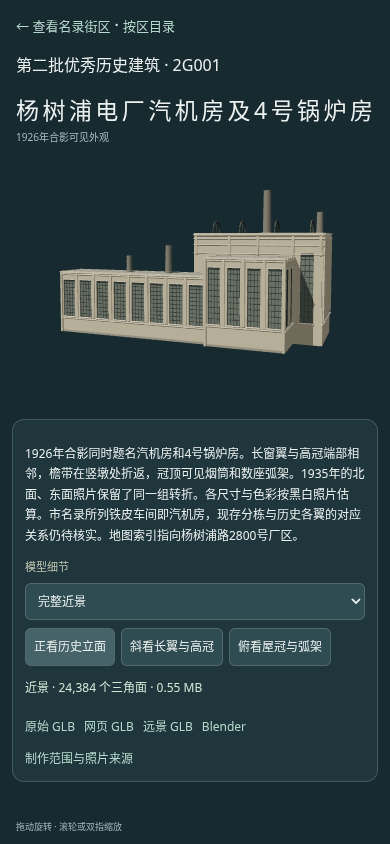 ← 查看名录街区 · 按区目录
第二批优秀历史建筑 · 2G001
杨树浦电厂汽机房及4号锅炉房
1926年合影可见外观
1926年合影同时题名汽机房和4号锅炉房。长窗翼与高冠端部相
邻，檐带在竖墩处折返，冠顶可见烟筒和数座弧架。1935年的北
面、东面照片保留了同一组转折。各尺寸与色彩按黑白照片估
算。市名录所列铁皮车间即汽机房，现存分栋与历史各翼的对应
关系仍待核实。地图索引指向杨树浦路2800号厂区。
模型细节
完整近景
正看历史立面 斜看长翼与高冠 俯看屋冠与弧架
近景 · 24,384 个三角面 · 0.55 MB
原始 GLB 网页 GLB 远景 GLB Blender
制作范围与照片来源
拖动旋转 · 滚轮或双指缩放